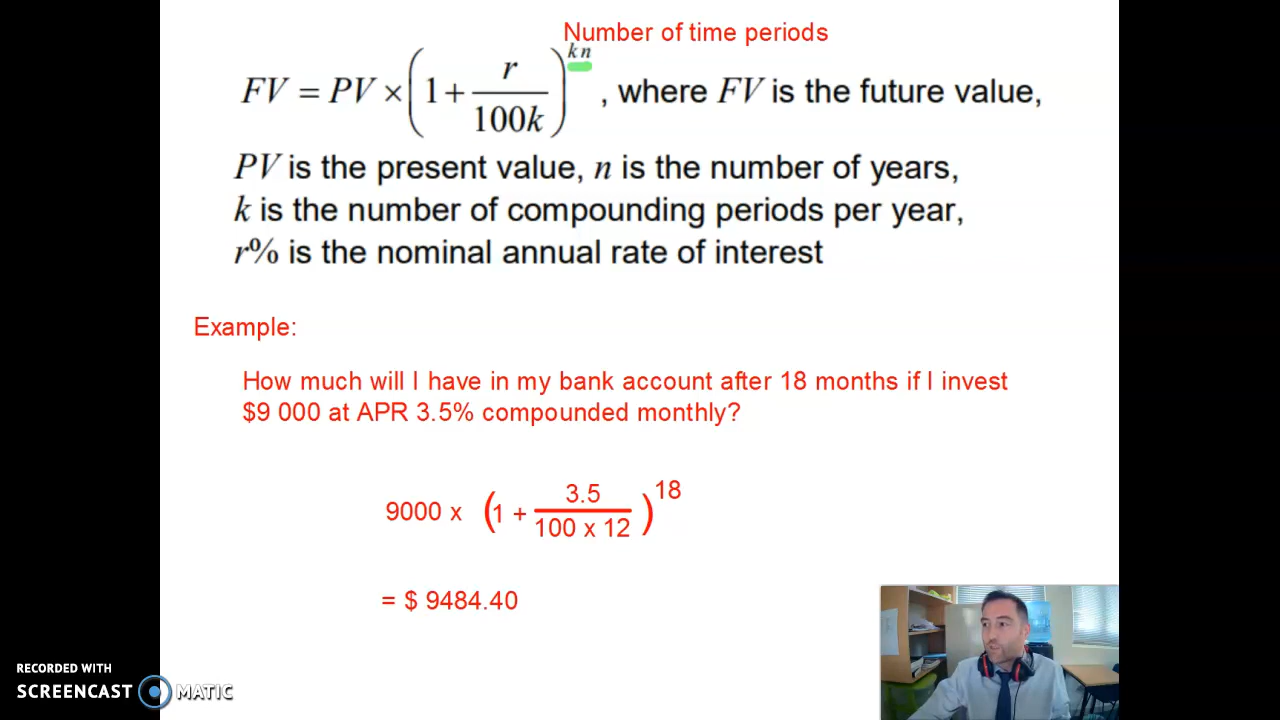 Number of time periods
FV = PV × (1 + r / 100k)^kn , where FV is the future value,
PV is the present value, n is the number of years,
k is the number of compounding periods per year,
r% is the nominal annual rate of interest
Example:
How much will I have in my bank account after 18 months if I invest
$9 000 at APR 3.5% compounded monthly?
9000 x (1 + 3.5 / 100 x 12)^18
= $ 9484.40
RECORDED WITH
SCREENCAST MATIC